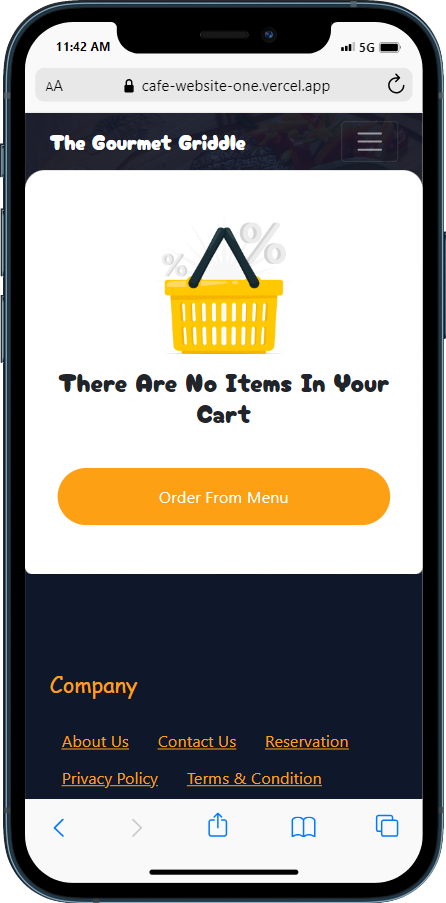 11:42 AM 5G
AA cafe-website-one.vercel.app
The Gourmet Griddle
% %
There Are No Items In Your
Cart
Order From Menu
Company
About Us Contact Us Reservation
Privacy Policy Terms & Condition